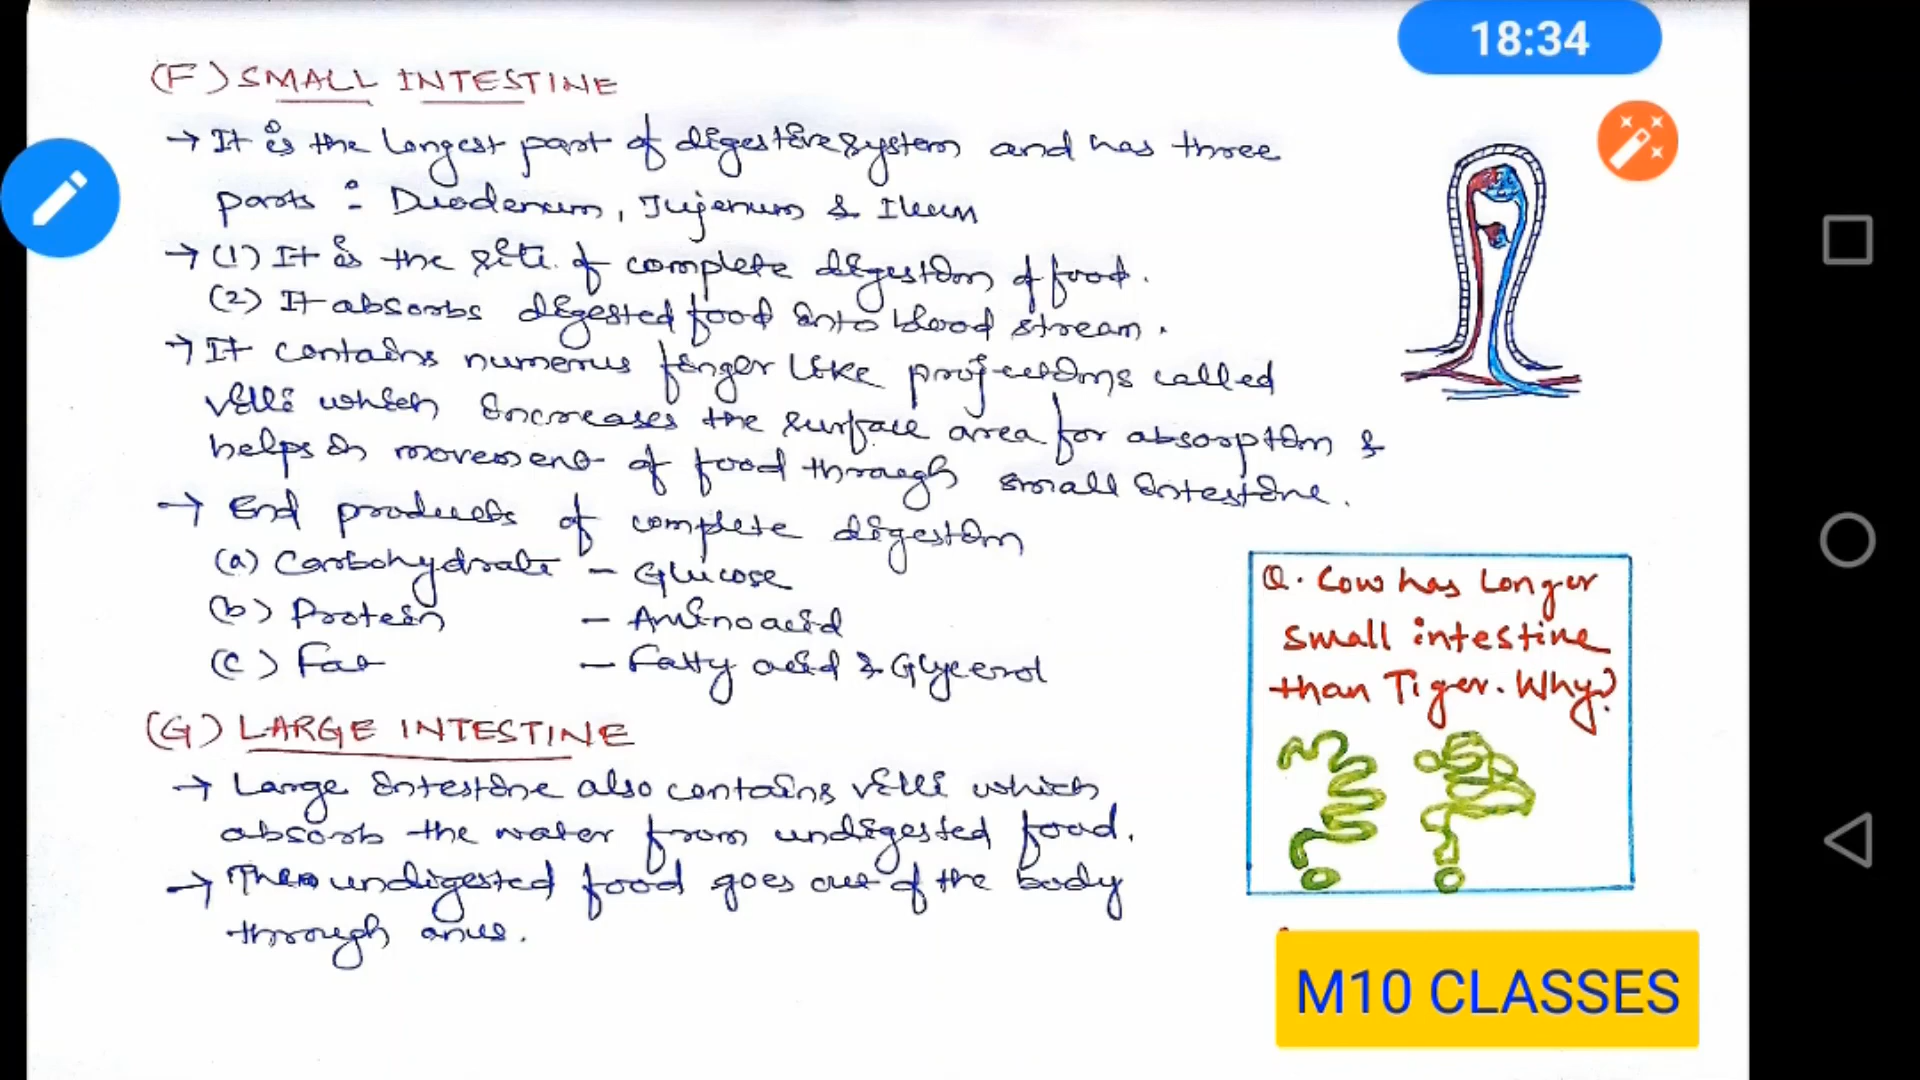 18:34
(F) SMALL INTESTINE
→ It is the longest part of digestive system and has three
parts :- Duodenum, Jujenum & Ileum
→ (1) It is the site of complete digestion of food.
(2) It absorbs digested food into blood stream.
→ It contains numerus finger like projections called
villi which increases the surface area for absorption &
helps in movement of food through small intestine.
→ End products of complete digestion
(a) Carbohydrate - Glucose
(b) Protein - Amino acid
(c) Fat - Fatty acid & Glycerol
(G) LARGE INTESTINE
→ Large intestine also contains villi which
absorb the water from undigested food.
→ The undigested food goes out of the body
through anus.
Q. Cow has longer
small intestine
than Tiger. Why?
M10 CLASSES